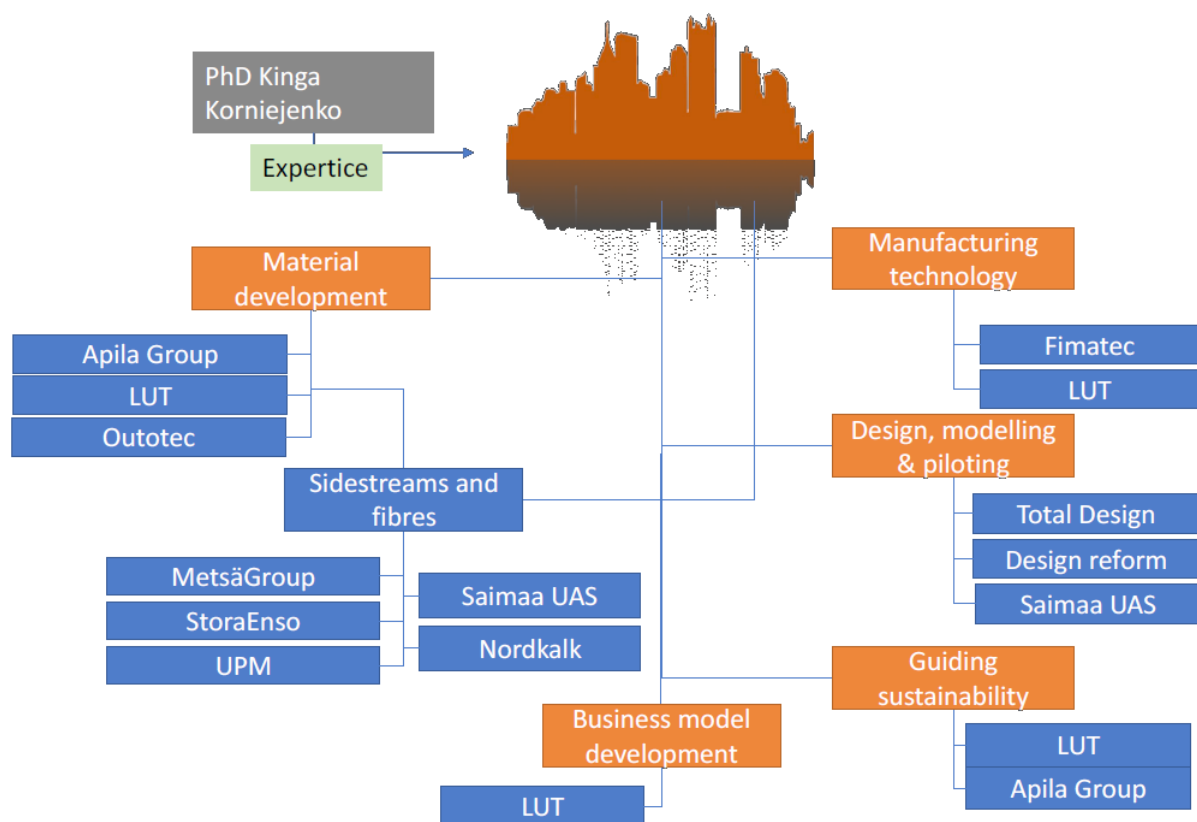 PhD Kinga
Korniejenko
Expertice
Material
development
Apila Group
LUT
Outotec
Sidestreams and
fibres
MetsäGroup
StoraEnso
UPM
Saimaa UAS
Nordkalk
Business model
development
LUT
Manufacturing
technology
Fimatec
LUT
Design, modelling
& piloting
Total Design
Design reform
Saimaa UAS
Guiding
sustainability
LUT
Apila Group